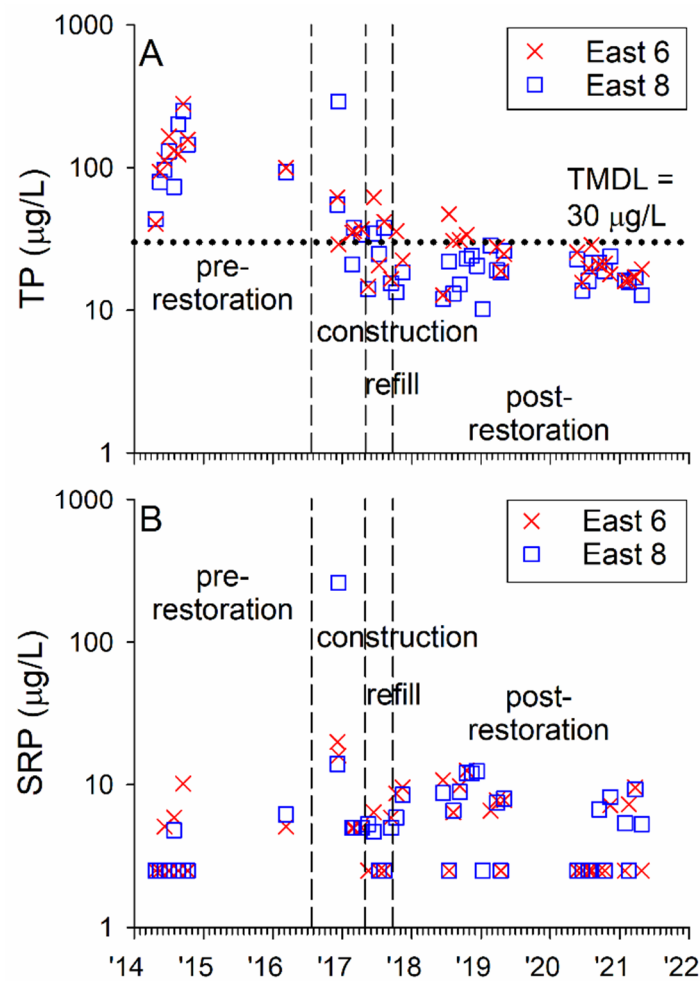 1000
A
East 6
East 8
100
TMDL =
30 μg/L
TP (μg/L)
pre-
restoration
10
construction
refill
post-
restoration
1
1000
B
East 6
East 8
pre-
restoration
construction
100
SRP (μg/L)
refill
post-
restoration
10
1
'14 '15 '16 '17 '18 '19 '20 '21 '22